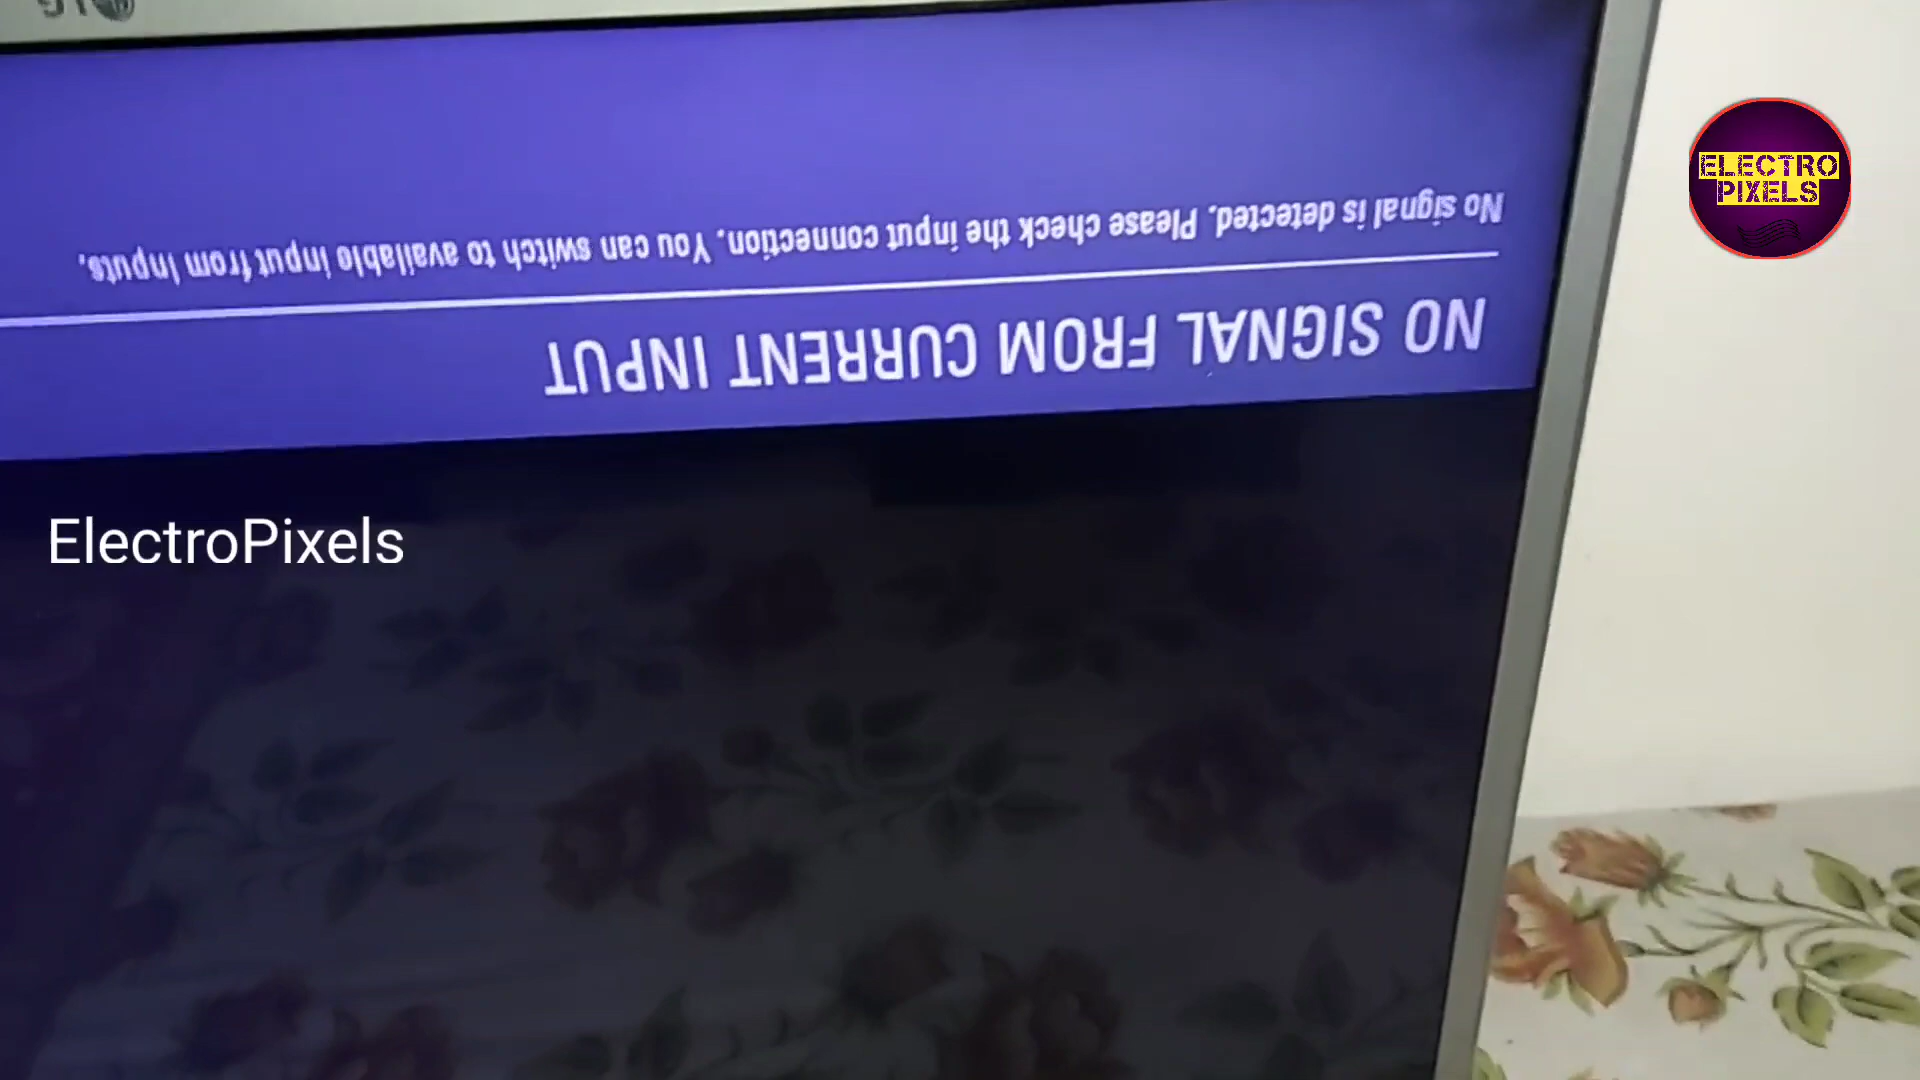 LG
NO SIGNAL FROM CURRENT INPUT
No signal is detected. Please check the input connection. You can switch to available input from Inputs.
ELECTRO
PIXELS
ElectroPixels